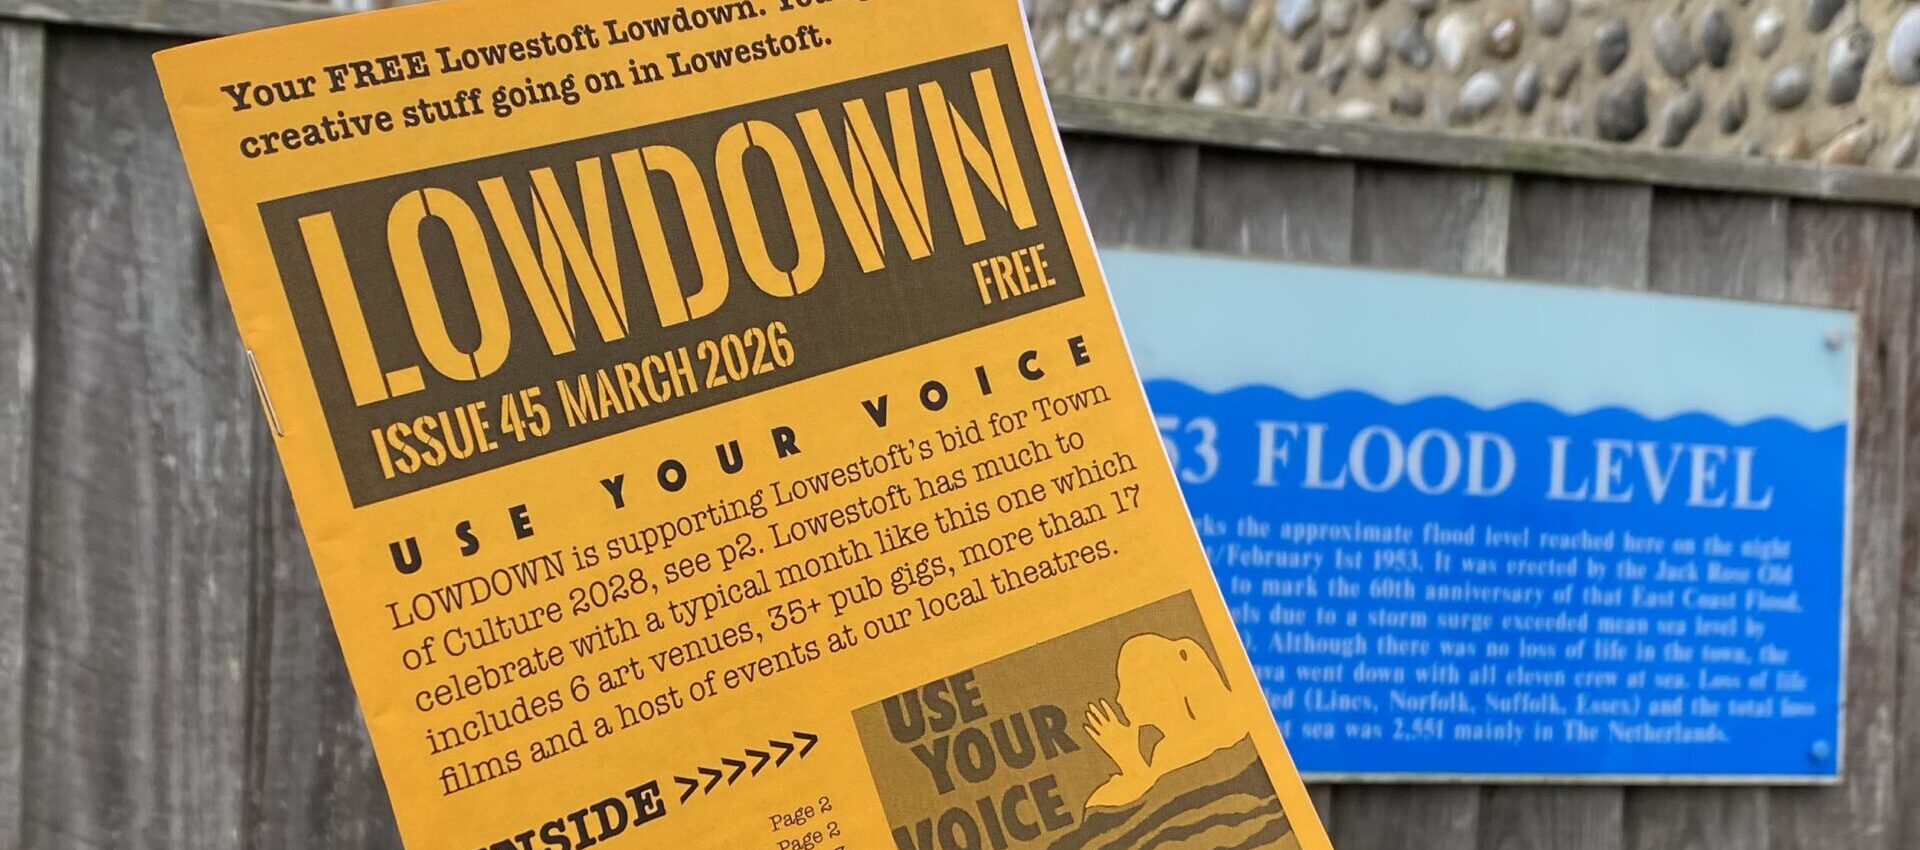 Your FREE Lowestoft Lowdown. You
creative stuff going on in Lowestoft.
LOWDOWN
FREE
ISSUE 45 MARCH 2026
USE YOUR VOICE
LOWDOWN is supporting Lowestoft's bid for Town
of Culture 2028, see p2. Lowestoft has much to
celebrate with a typical month like this one which
includes 6 art venues, 35+ pub gigs, more than 17
films and a host of events at our local theatres.
INSIDE >>>>>>
Page 2
Page 2
USE
YOUR
VOICE
53 FLOOD LEVEL
the approximate flood level reached here on the night
/February 1st 1953. It was erected by the Jack Rose Old
to mark the 60th anniversary of that East Coast Flood.
due to a storm surge exceeded mean sea level by
). Although there was no loss of life in the town, the
went down with all eleven crew at sea. Loss of life
(Lincs, Norfolk, Suffolk, Essex) and the total loss
sea was 2,551 mainly in The Netherlands.